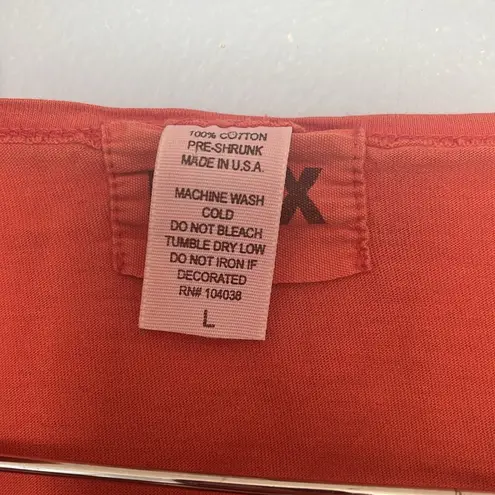 100% COTTON
PRE-SHRUNK
MADE IN U.S.A.
MACHINE WASH
COLD
DO NOT BLEACH
TUMBLE DRY LOW
DO NOT IRON IF
DECORATED
RN# 104038
L